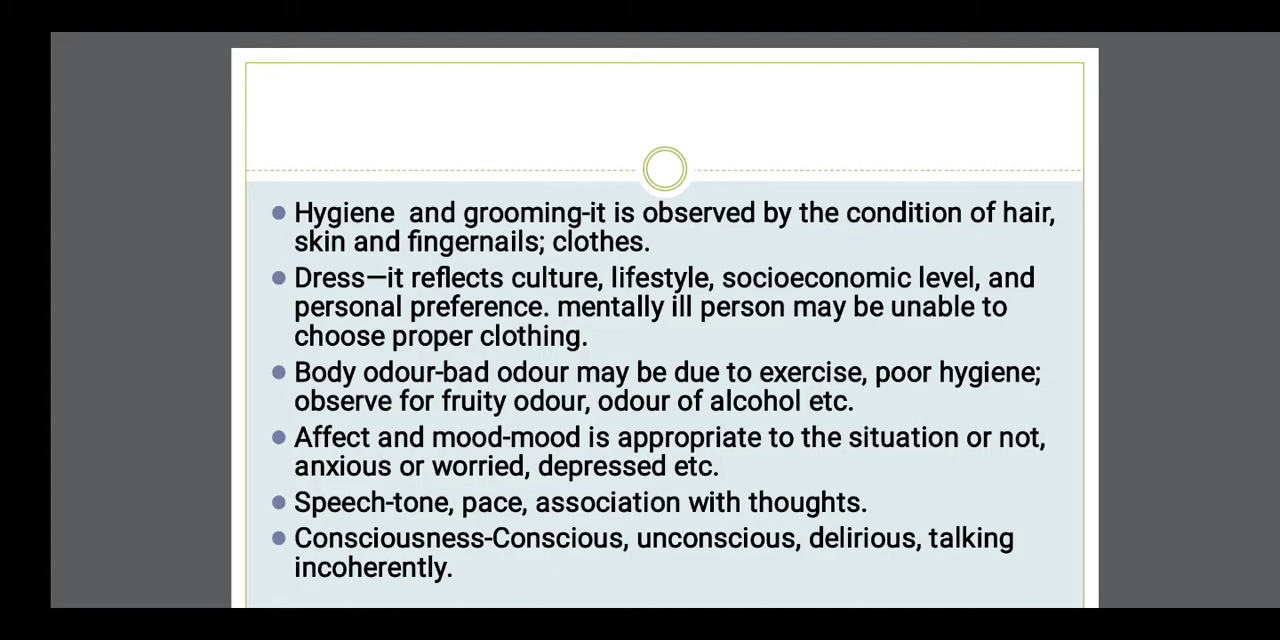 Hygiene  and grooming-it is observed by the condition of hair,
skin and fingernails; clothes.
Dress—it reflects culture, lifestyle, socioeconomic level, and
personal preference. mentally ill person may be unable to
choose proper clothing.
Body odour-bad odour may be due to exercise, poor hygiene;
observe for fruity odour, odour of alcohol etc.
Affect and mood-mood is appropriate to the situation or not,
anxious or worried, depressed etc.
Speech-tone, pace, association with thoughts.
Consciousness-Conscious, unconscious, delirious, talking
incoherently.